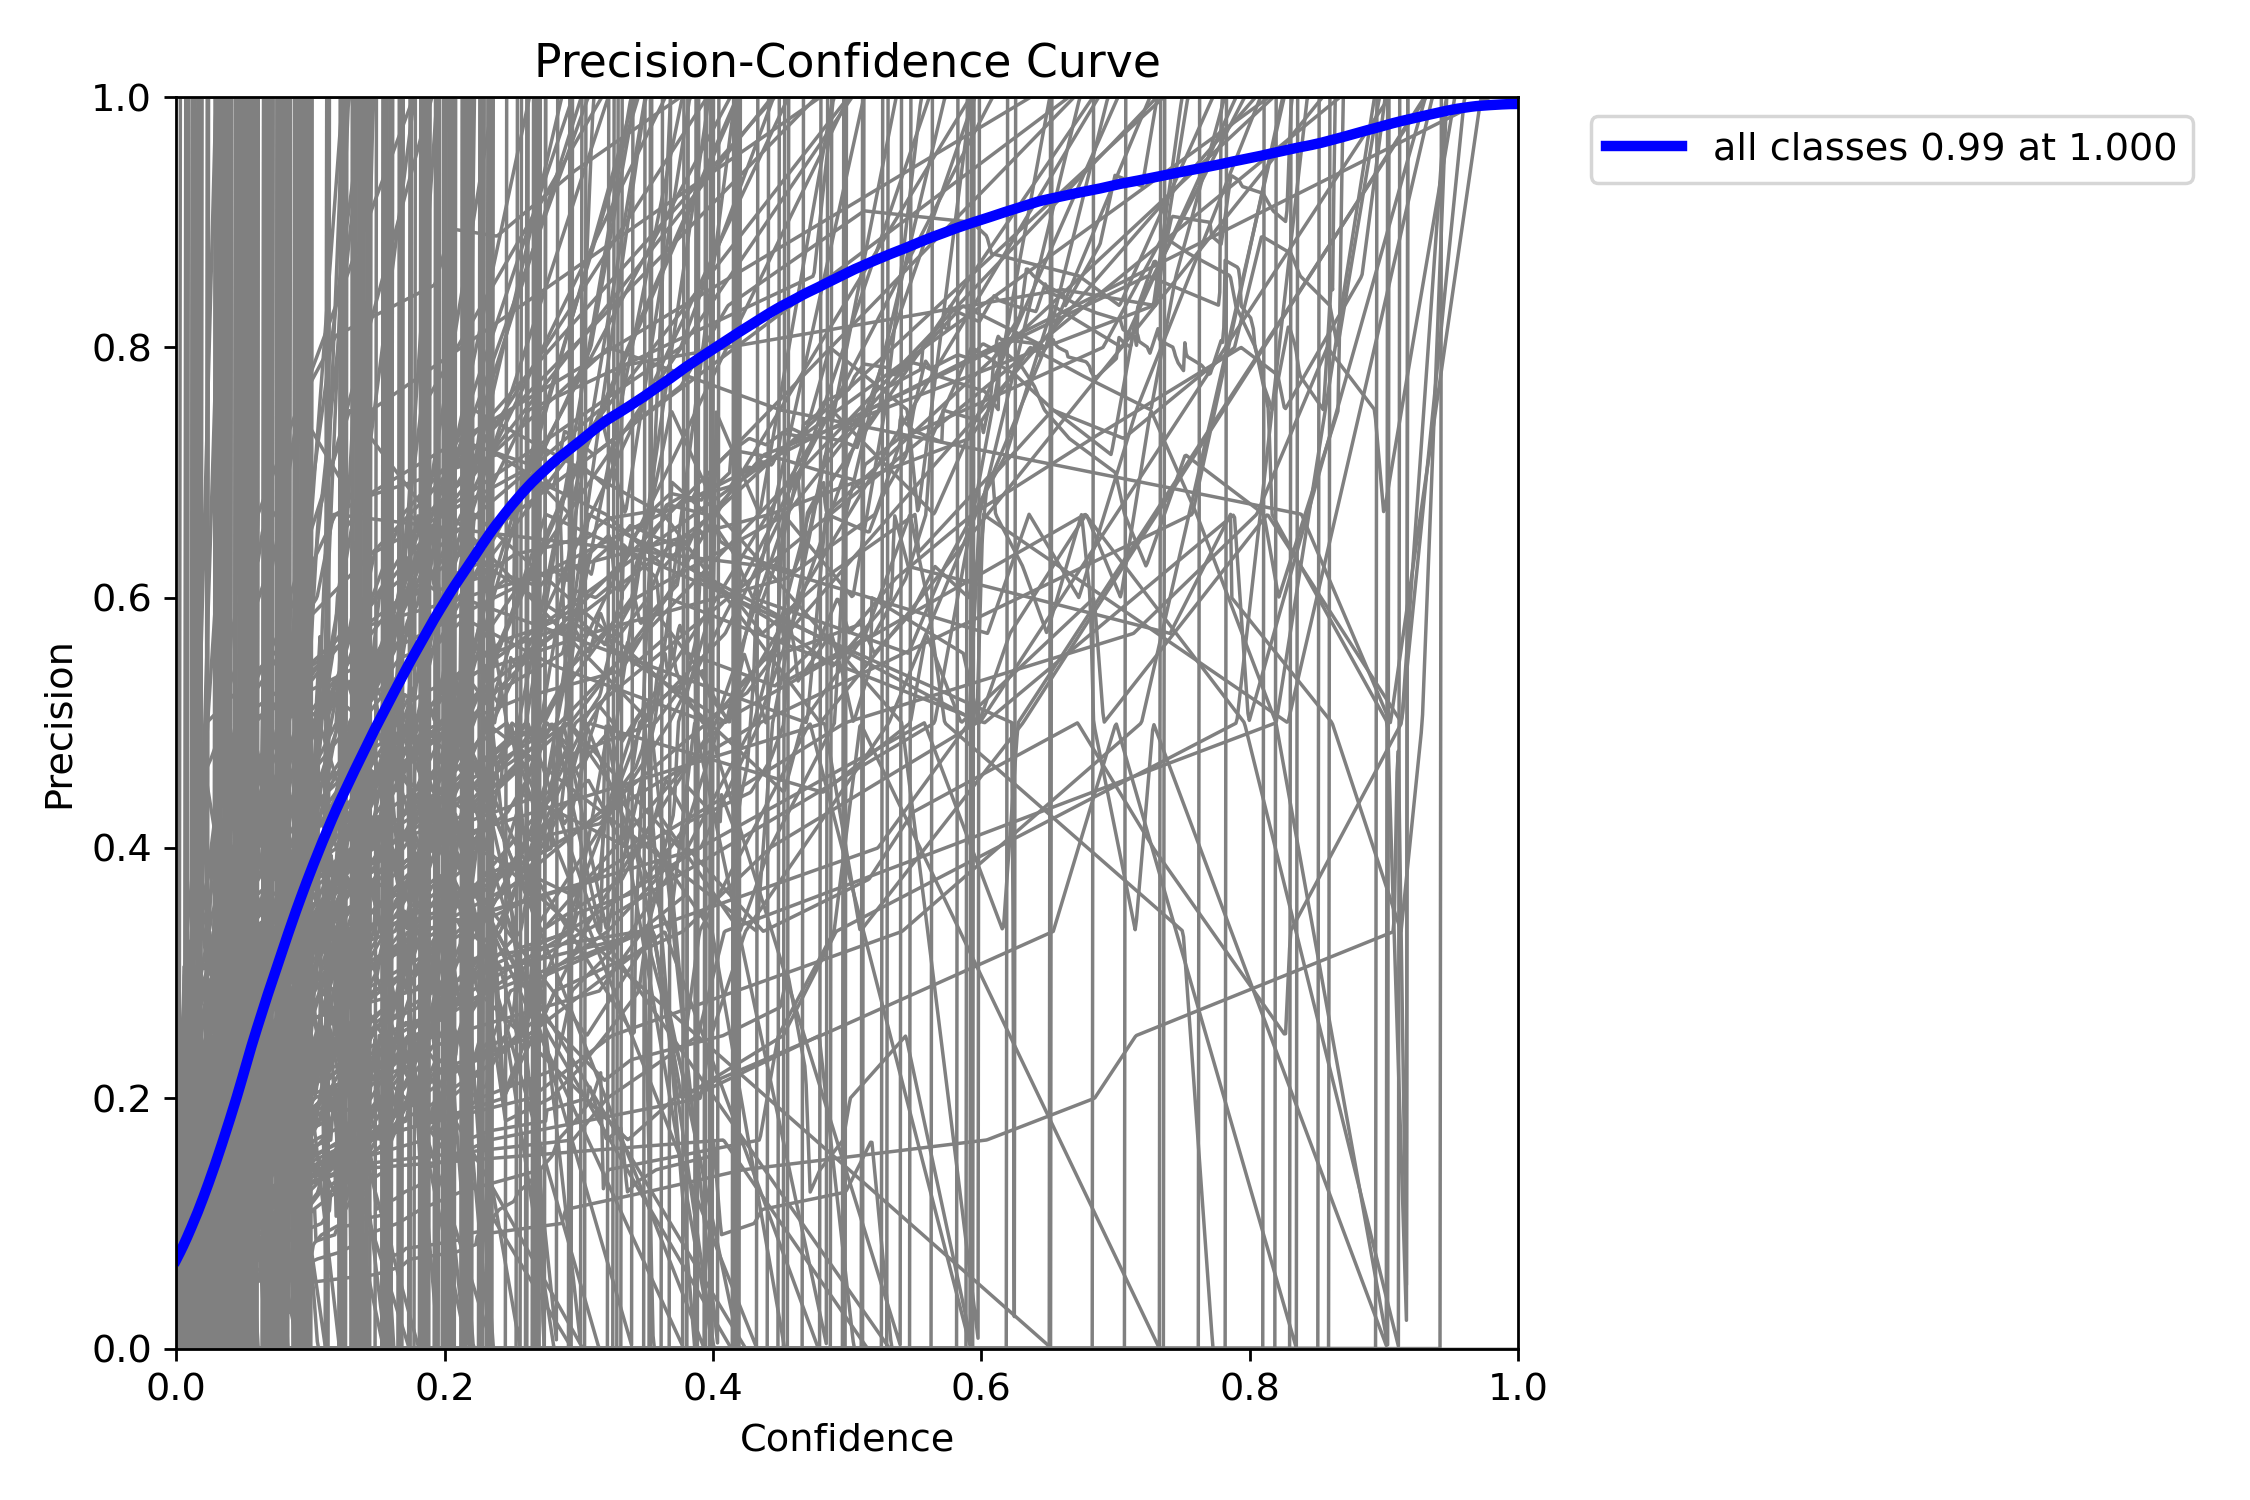 Precision-Confidence Curve
all classes 0.99 at 1.000
Precision
1.0
0.8
0.6
0.4
0.2
0.0
0.0 0.2 0.4 0.6 0.8 1.0
Confidence